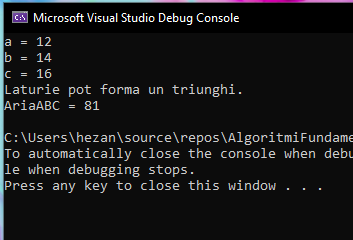 Microsoft Visual Studio Debug Console
a = 12
b = 14
c = 16
Laturie pot forma un triunghi.
AriaABC = 81
C:\Users\hezan\source\repos\AlgoritmiFundame
To automatically close the console when debu
le when debugging stops.
Press any key to close this window . . .